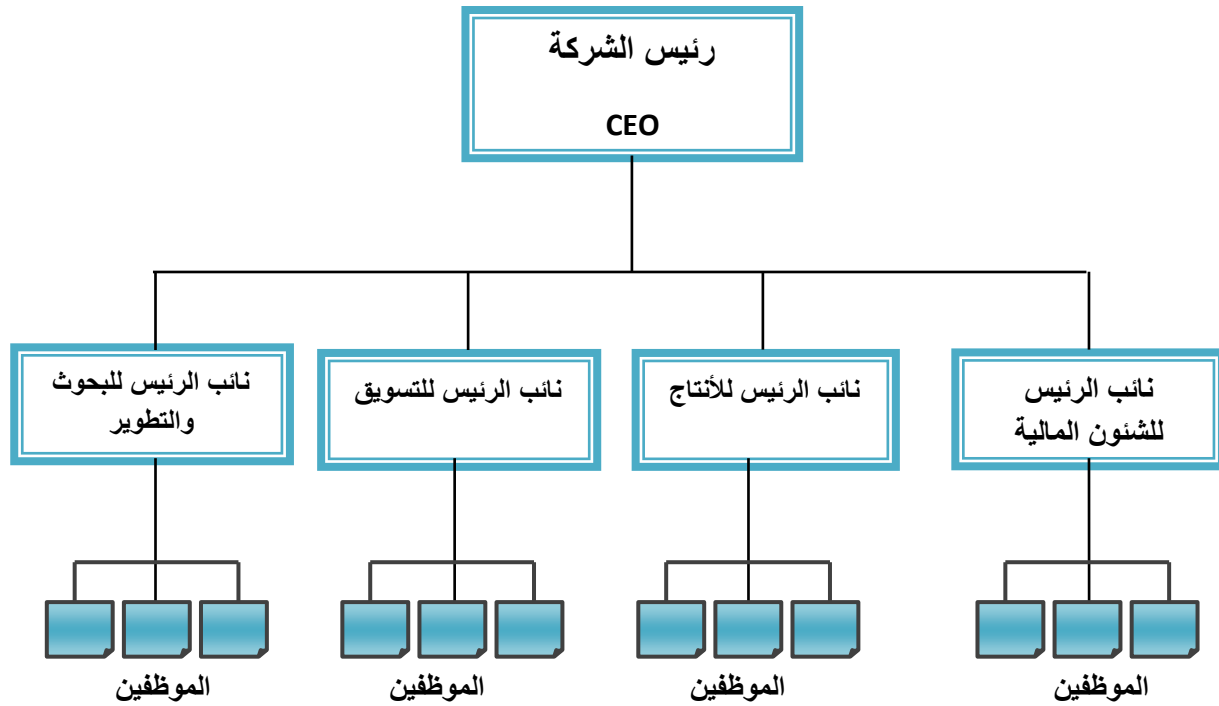 رئيس الشركة
CEO
نائب الرئيس
للشئون المالية
نائب الرئيس للأنتاج
نائب الرئيس للتسويق
نائب الرئيس للبحوث
والتطوير
الموظفين
الموظفين
الموظفين
الموظفين